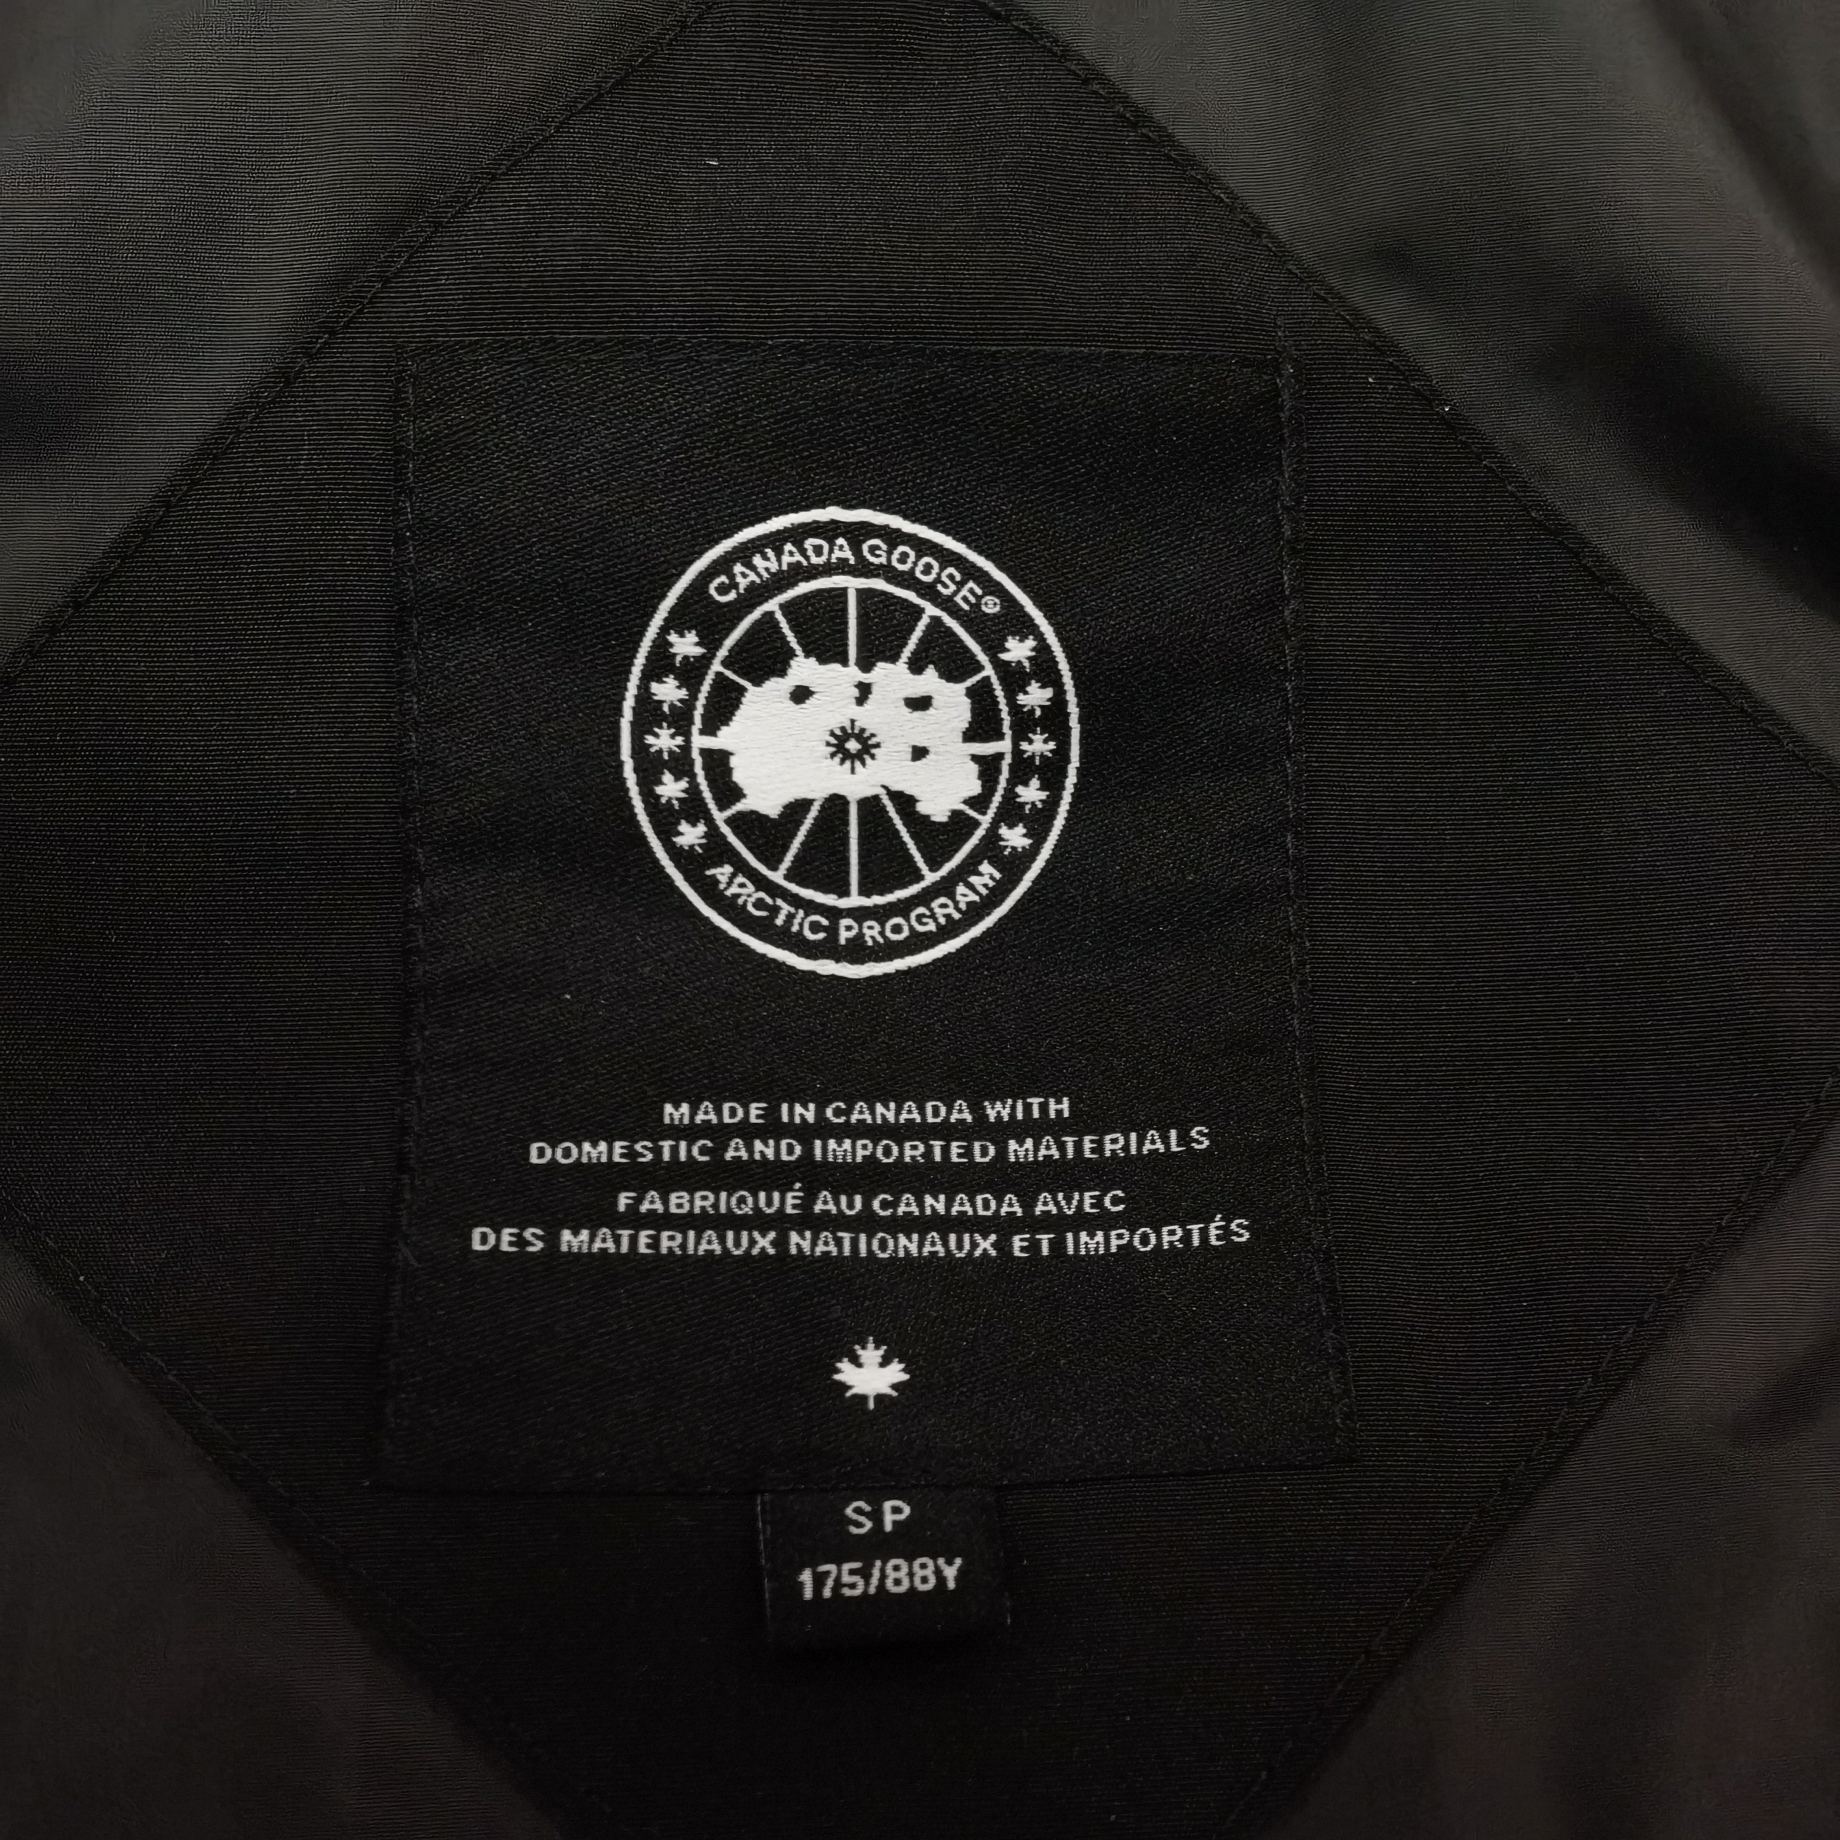 CANADA GOOSE®
ARCTIC PROGRAM
MADE IN CANADA WITH
DOMESTIC AND IMPORTED MATERIALS
FABRIQUÉ AU CANADA AVEC
DES MATERIAUX NATIONAUX ET IMPORTÉS
SP
175/88Y